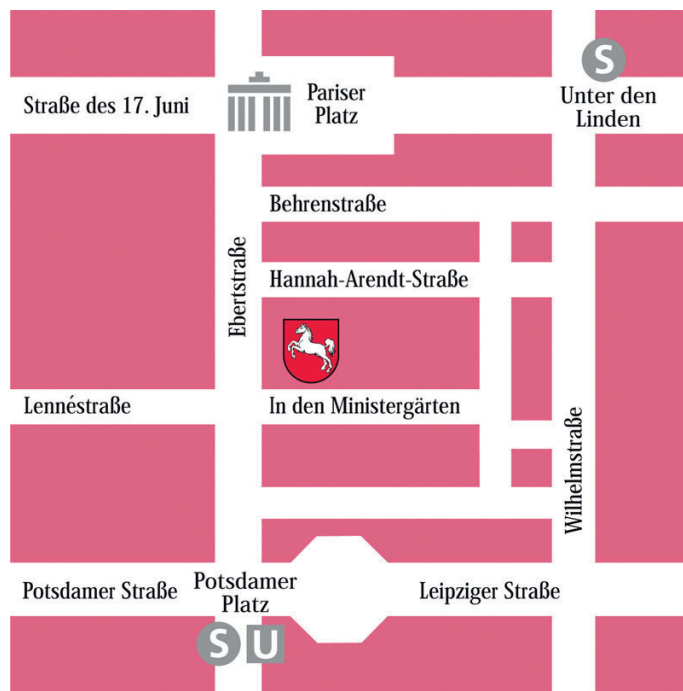 S
Straße des 17. Juni
Pariser
Platz
Unter den
Linden
Behrenstraße
Ebertstraße
Hannah-Arendt-Straße
Lennéstraße
In den Ministergärten
Wilhelmstraße
Potsdamer Straße
Potsdamer
Platz
Leipziger Straße
S U